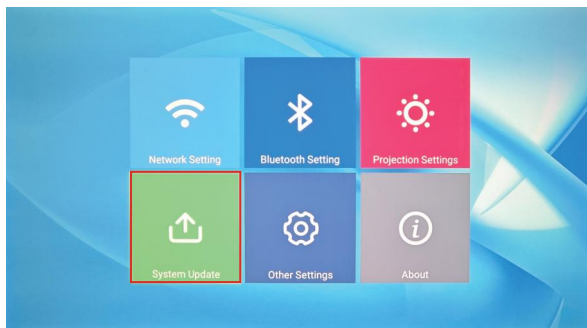 Network Setting
Bluetooth Setting
Projection Settings
System Update
Other Settings
About